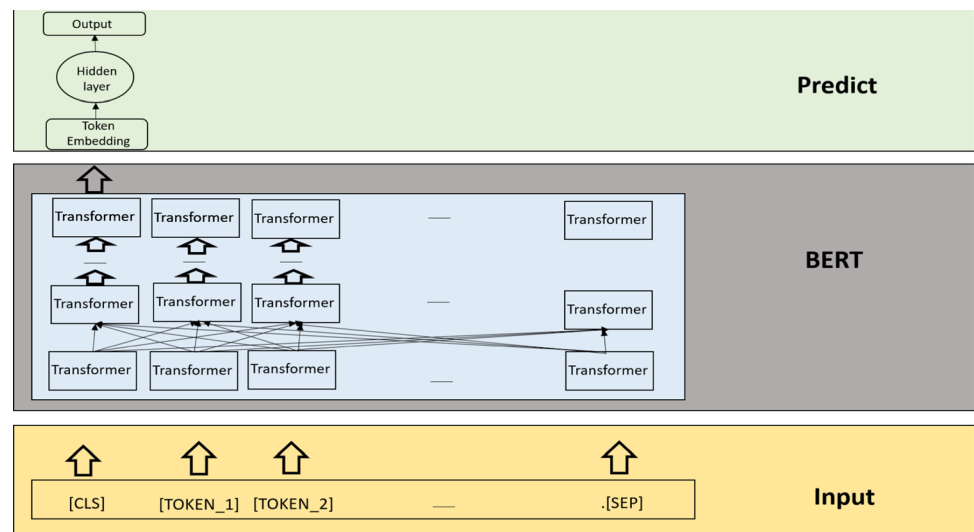 Output
Hidden
layer
Token
Embedding
Predict
Transformer Transformer Transformer Transformer
BERT
Transformer Transformer Transformer Transformer
Transformer Transformer Transformer Transformer
[CLS] [TOKEN_1] [TOKEN_2] .[SEP]
Input